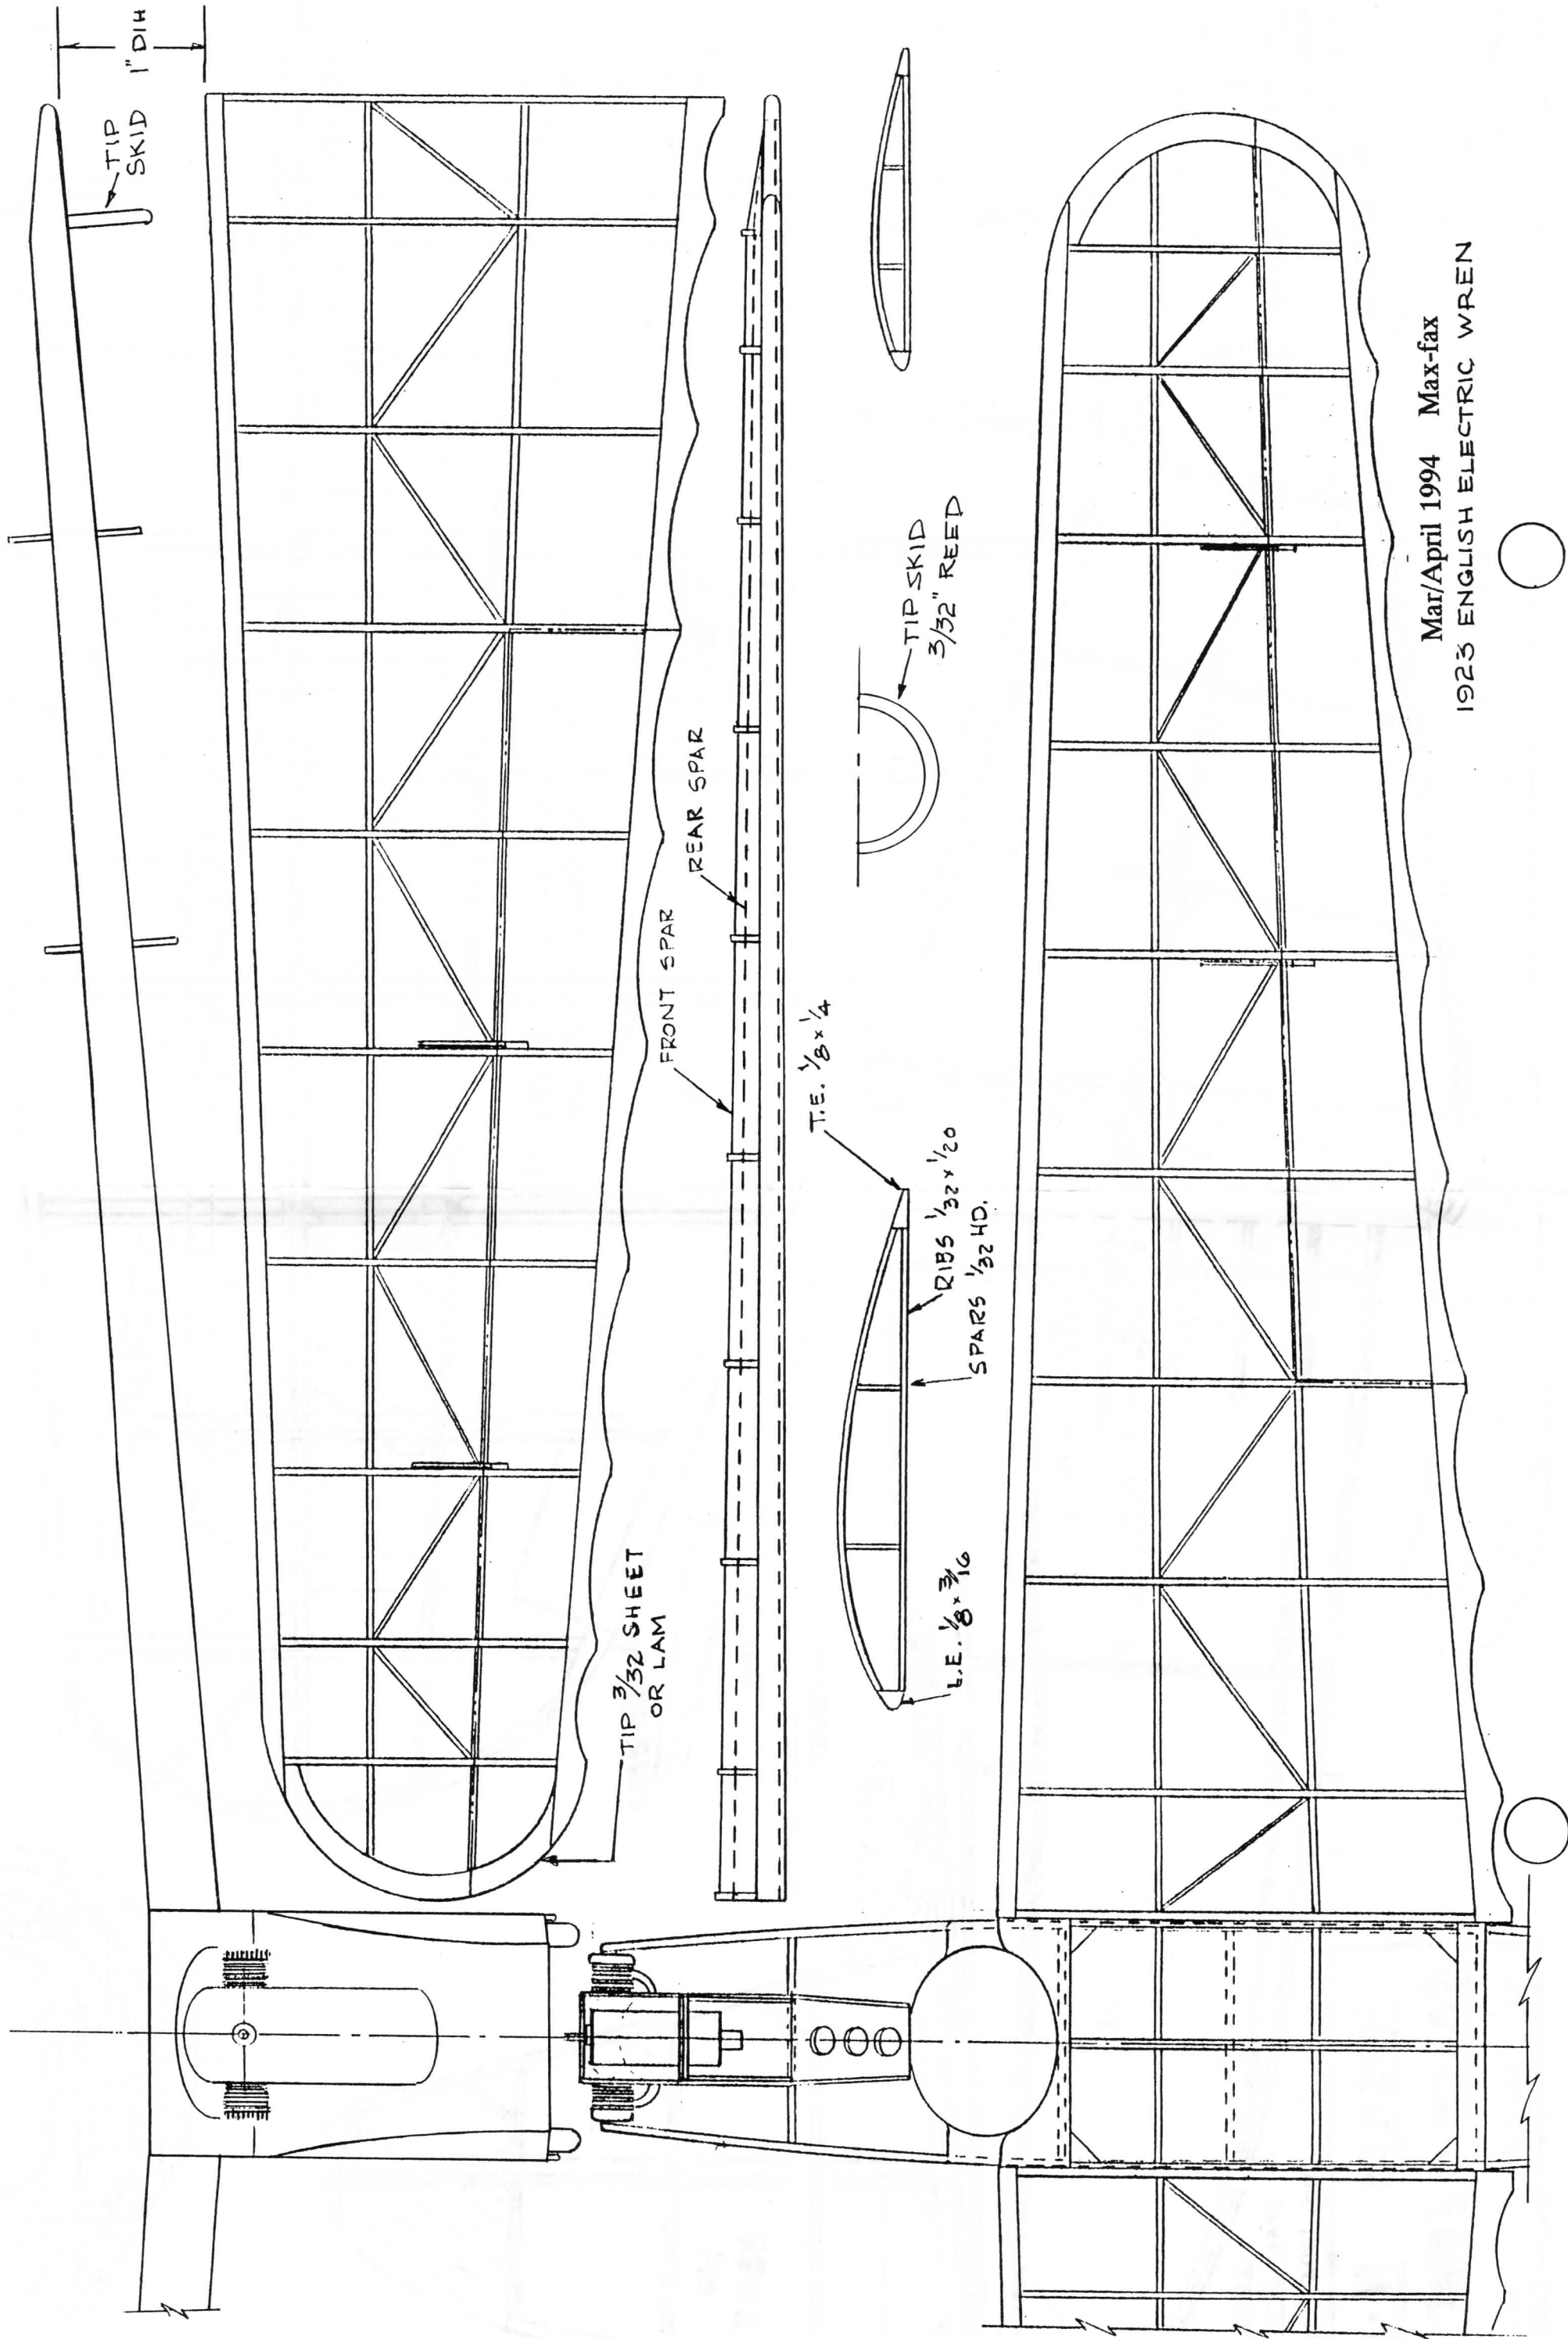 1" DIH
TIP
SKID
FRONT SPAR
REAR SPAR
TIP 3/32 SHEET
OR LAM
T.E. 1/8 x 1/4
RIBS 1/32 x 1/20
SPARS 1/32 HD.
L.E. 1/8 x 3/16
TIP SKID
3/32" REED
Mar/April 1994 Max-fax
1923 ENGLISH ELECTRIC WREN